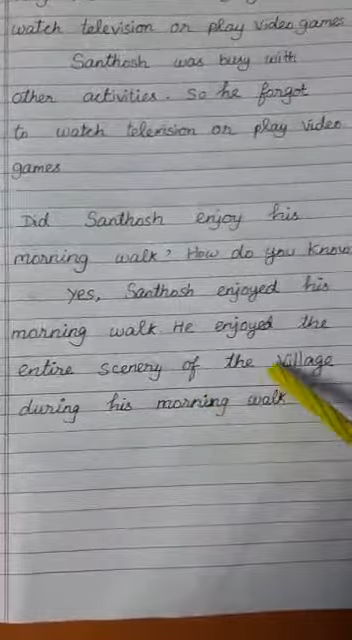 watch television or play video games
Santhosh was busy with
other activities. So he forgot
to watch television or play video
games
Did Santhosh enjoy his
morning walk? How do you know
yes, Santhosh enjoyed his
morning walk He enjoyed the
entire scenery of the village
during his morning walk